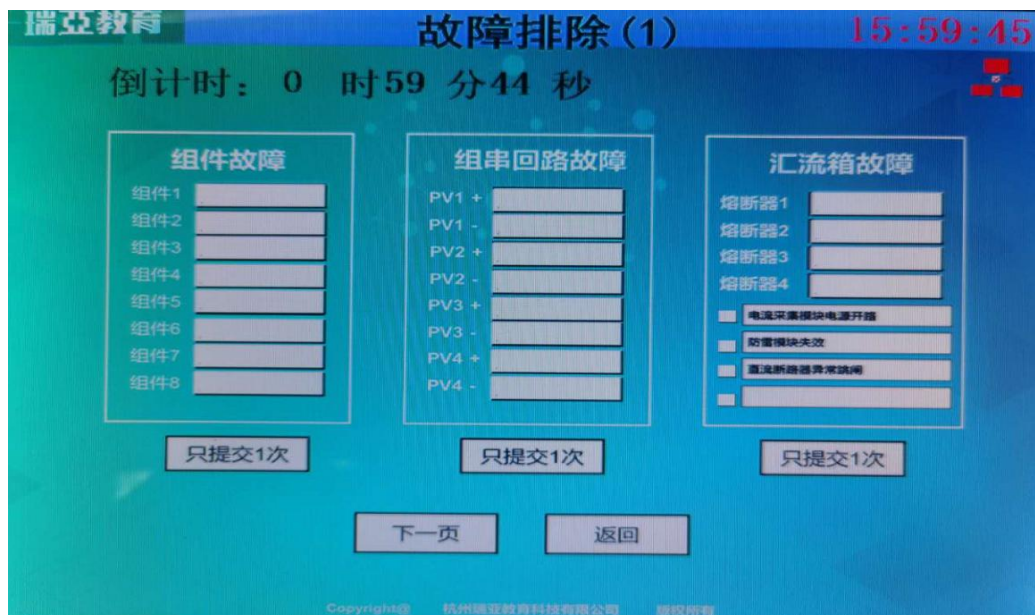 瑞亞教育
故障排除(1)
15:59:45
倒计时： 0 时59 分44 秒
组件故障
组件1
组件2
组件3
组件4
组件5
组件6
组件7
组件8
只提交1次
组串回路故障
PV1 +
PV1 -
PV2 +
PV2 -
PV3 +
PV3 -
PV4 +
PV4 -
只提交1次
汇流箱故障
熔断器1
熔断器2
熔断器3
熔断器4
电流采集模块电源开路
防雷模块失效
直流断路器异常跳闸
只提交1次
下一页
返回
Copyright@ 杭州瑞亚教育科技有限公司 版权所有